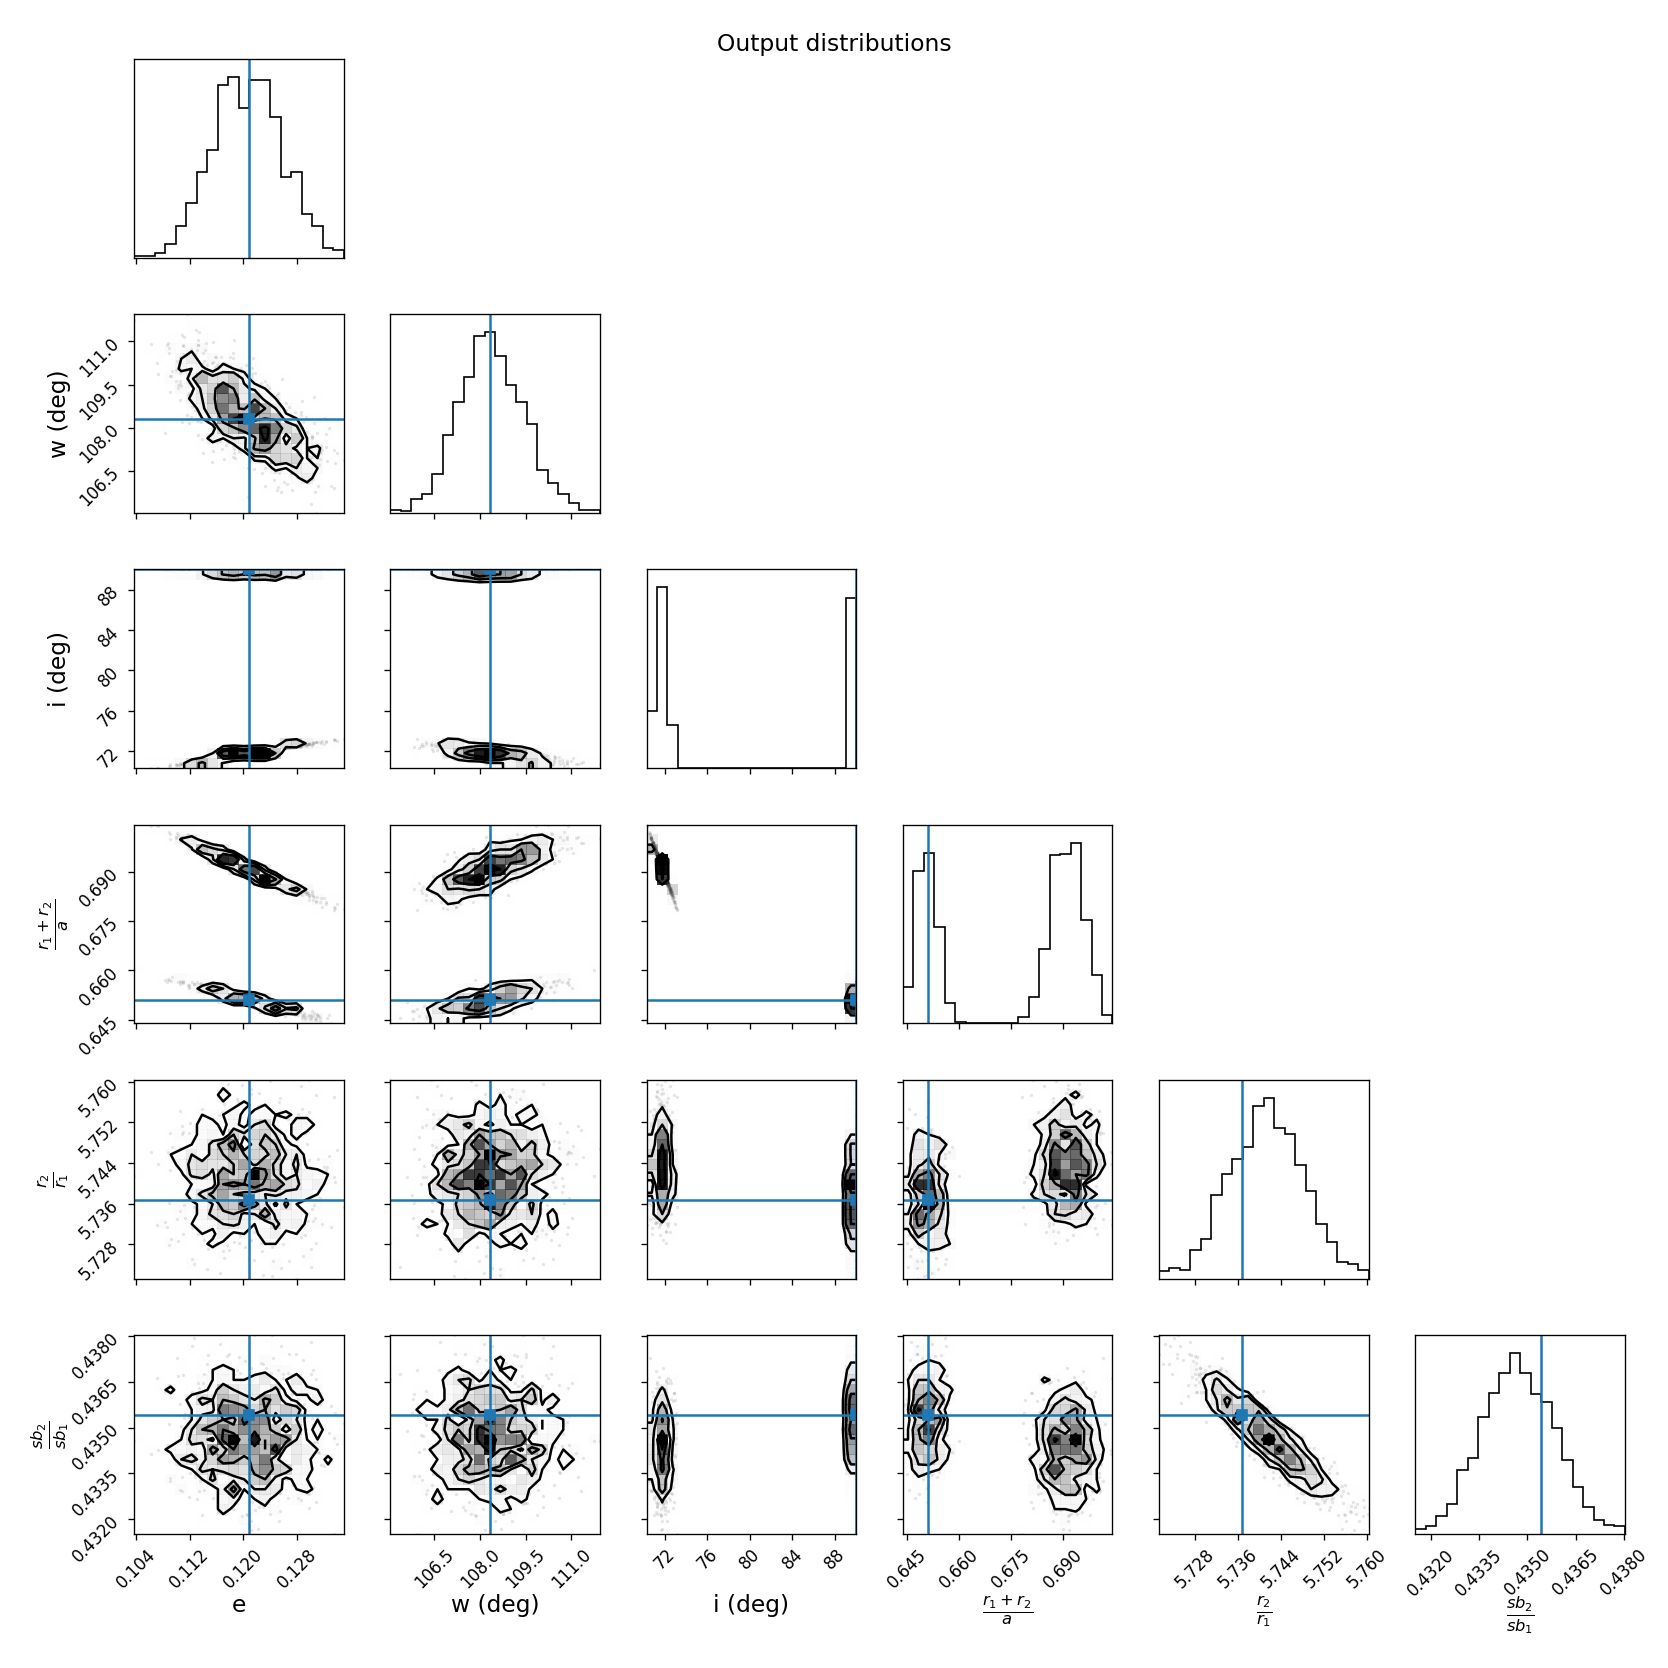 Output distributions
w (deg)
111.0
109.5
108.0
106.5
i (deg)
88
84
80
76
72
r₁ + r₂
a
0.690
0.675
0.660
0.645
r₂
r₁
5.760
5.752
5.744
5.736
5.728
sb₂
sb₁
0.4380
0.4365
0.4350
0.4335
0.4320
0.104 0.112 0.120 0.128
106.5 108.0 109.5 111.0
72 76 80 84 88
0.645 0.660 0.675 0.690
5.728 5.736 5.744 5.752 5.760
0.4320 0.4335 0.4350 0.4365 0.4380
e
w (deg)
i (deg)
r₁ + r₂
a
r₂
r₁
sb₂
sb₁